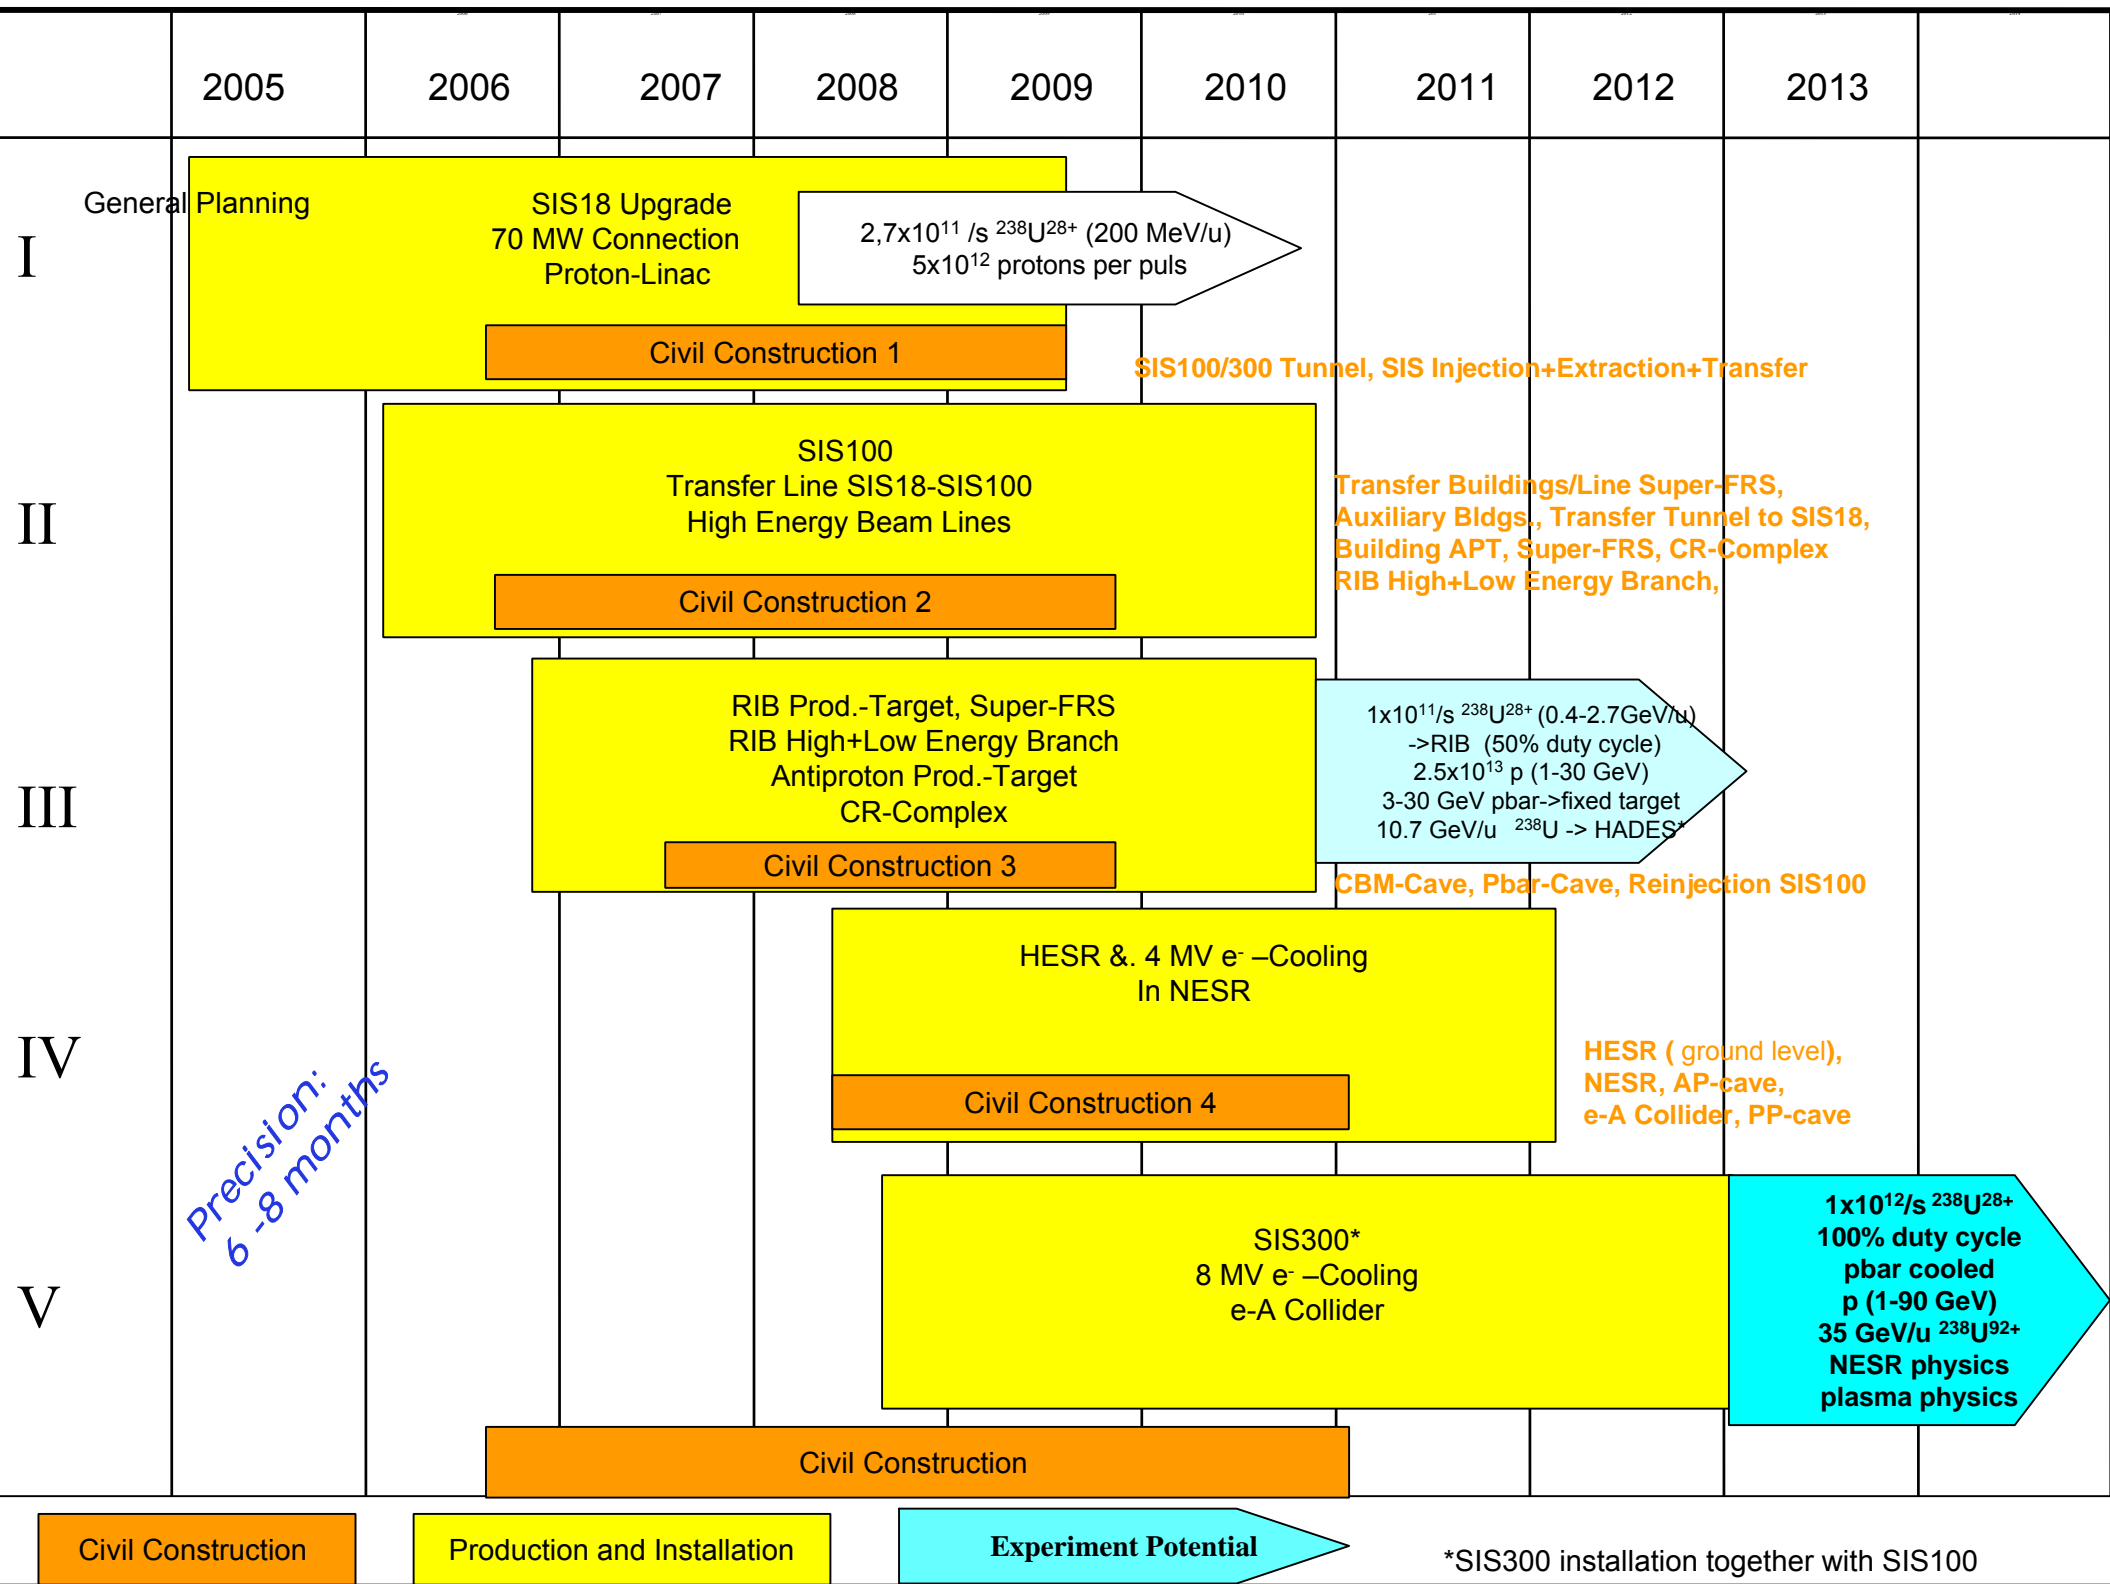 2005 2006 2007 2008 2009 2010 2011 2012 2013
I
General Planning
SIS18 Upgrade
70 MW Connection
Proton-Linac
2,7x10¹¹ /s ²³⁸U²⁸⁺ (200 MeV/u)
5x10¹² protons per puls
Civil Construction 1
SIS100/300 Tunnel, SIS Injection+Extraction+Transfer
II
SIS100
Transfer Line SIS18-SIS100
High Energy Beam Lines
Civil Construction 2
Transfer Buildings/Line Super-FRS,
Auxiliary Bldgs., Transfer Tunnel to SIS18,
Building APT, Super-FRS, CR-Complex
RIB High+Low Energy Branch,
III
RIB Prod.-Target, Super-FRS
RIB High+Low Energy Branch
Antiproton Prod.-Target
CR-Complex
Civil Construction 3
1x10¹¹/s ²³⁸U²⁸⁺ (0.4-2.7GeV/u)
->RIB (50% duty cycle)
2.5x10¹³ p (1-30 GeV)
3-30 GeV pbar->fixed target
10.7 GeV/u ²³⁸U -> HADES*
CBM-Cave, Pbar-Cave, Reinjection SIS100
IV
HESR &. 4 MV e⁻ –Cooling
In NESR
Civil Construction 4
HESR ( ground level),
NESR, AP-cave,
e-A Collider, PP-cave
Precision:
6 -8 months
V
SIS300*
8 MV e⁻ –Cooling
e-A Collider
1x10¹²/s ²³⁸U²⁸⁺
100% duty cycle
pbar cooled
p (1-90 GeV)
35 GeV/u ²³⁸U⁹²⁺
NESR physics
plasma physics
Civil Construction
Civil Construction
Production and Installation
Experiment Potential
*SIS300 installation together with SIS100